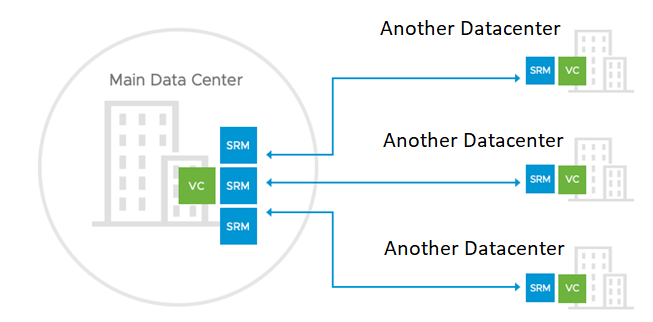 Another Datacenter
SRM VC
Main Data Center
SRM
VC SRM
SRM
Another Datacenter
SRM VC
Another Datacenter
SRM VC